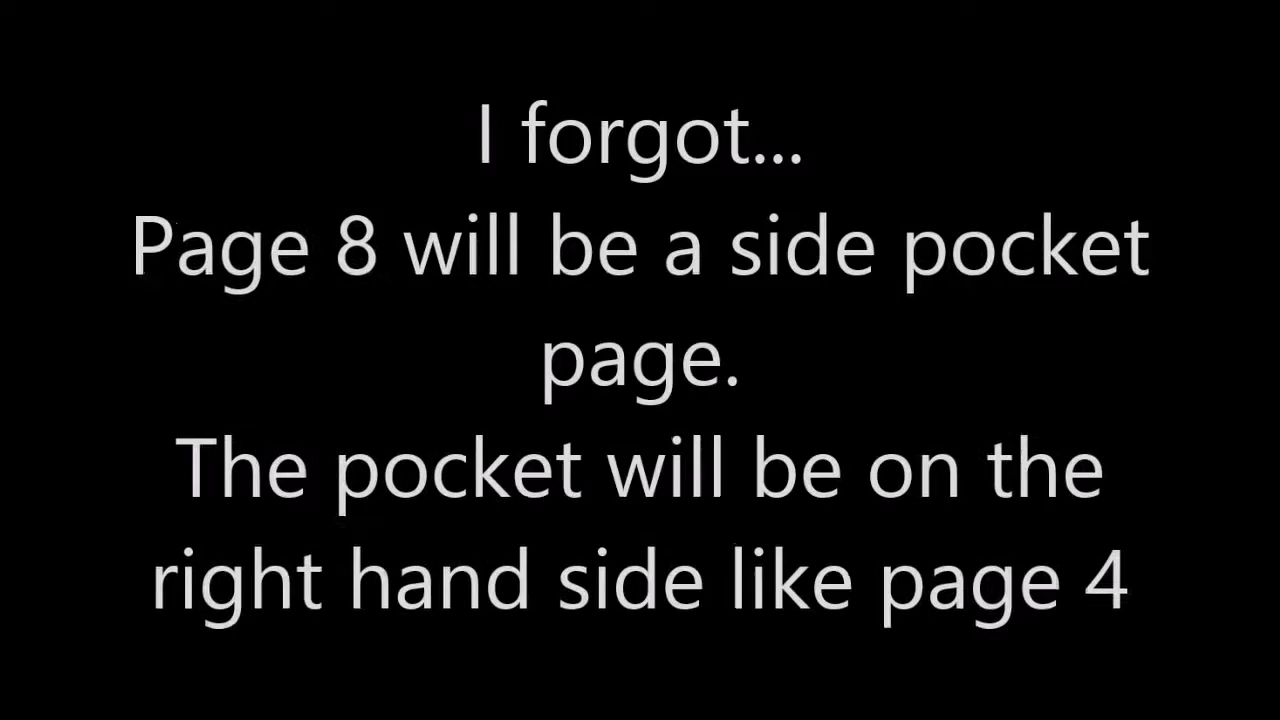 I forgot...
Page 8 will be a side pocket
page.
The pocket will be on the
right hand side like page 4